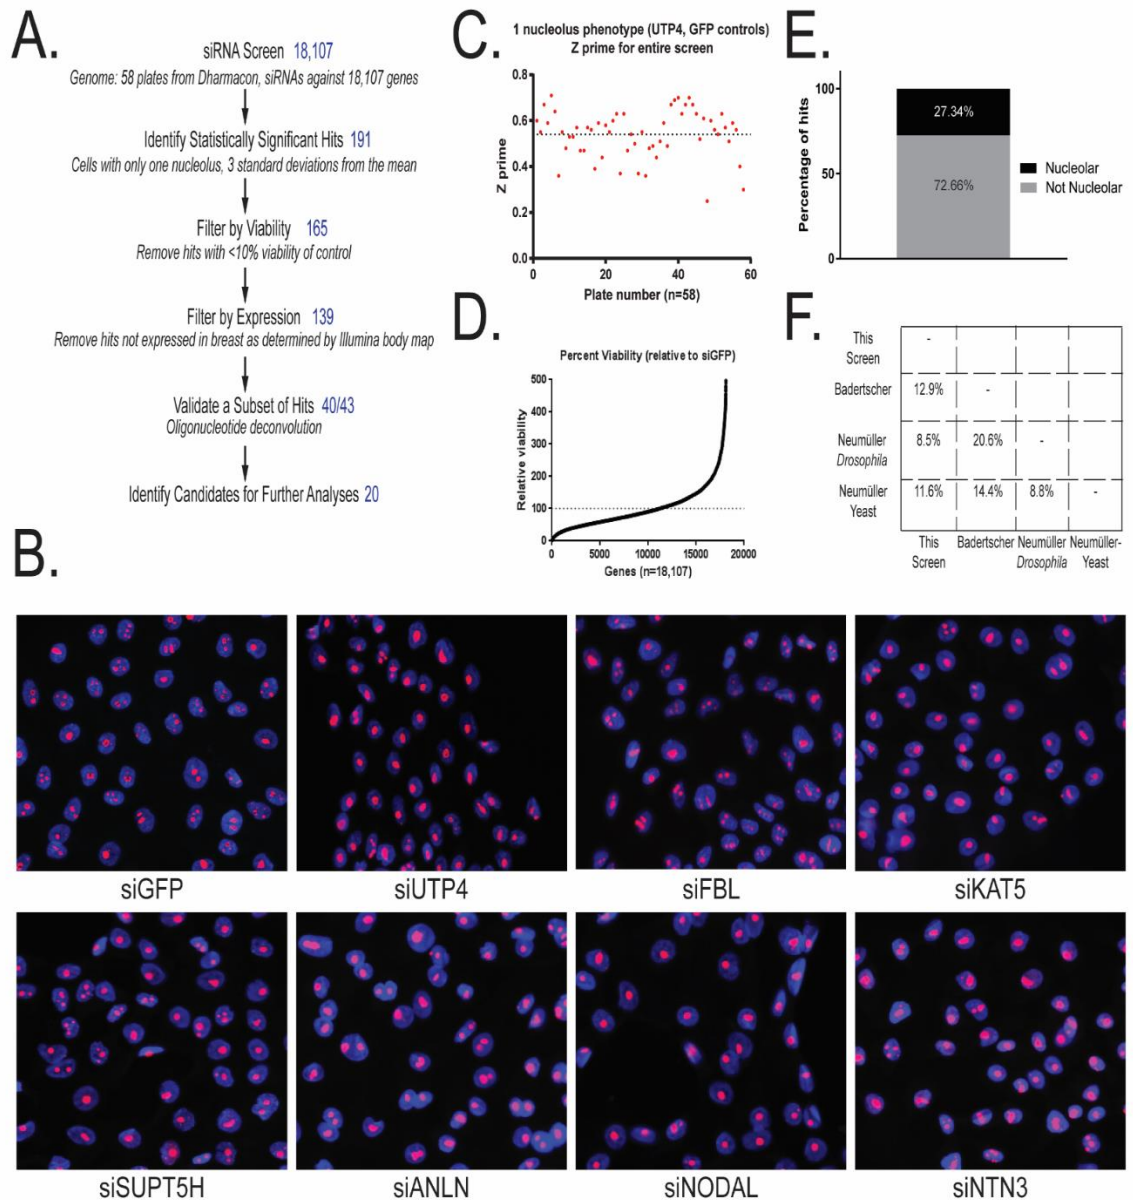 A.
siRNA Screen 18,107
Genome: 58 plates from Dharmacon, siRNAs against 18,107 genes
Identify Statistically Significant Hits 191
Cells with only one nucleolus, 3 standard deviations from the mean
Filter by Viability 165
Remove hits with <10% viability of control
Filter by Expression 139
Remove hits not expressed in breast as determined by Illumina body map
Validate a Subset of Hits 40/43
Oligonucleotide deconvolution
Identify Candidates for Further Analyses 20
C.
1 nucleolus phenotype (UTP4, GFP controls)
Z prime for entire screen
Z prime
0.8
0.6
0.4
0.2
0.0
0 20 40 60
Plate number (n=58)
E.
Percentage of hits
100
50
0
27.34%
72.66%
Nucleolar
Not Nucleolar
D.
Percent Viability (relative to siGFP)
Relative viability
500
400
300
200
100
0
0 5000 10000 15000 20000
Genes (n=18,107)
F.
This
Screen
-
Badertscher 12.9% -
Neumüller
Drosophila
8.5% 20.6% -
Neumüller
Yeast
11.6% 14.4% 8.8% -
This
Screen
Badertscher
Neumüller
Drosophila
Neumüller-
Yeast
B.
siGFP siUTP4 siFBL siKAT5
siSUPT5H siANLN siNODAL siNTN3